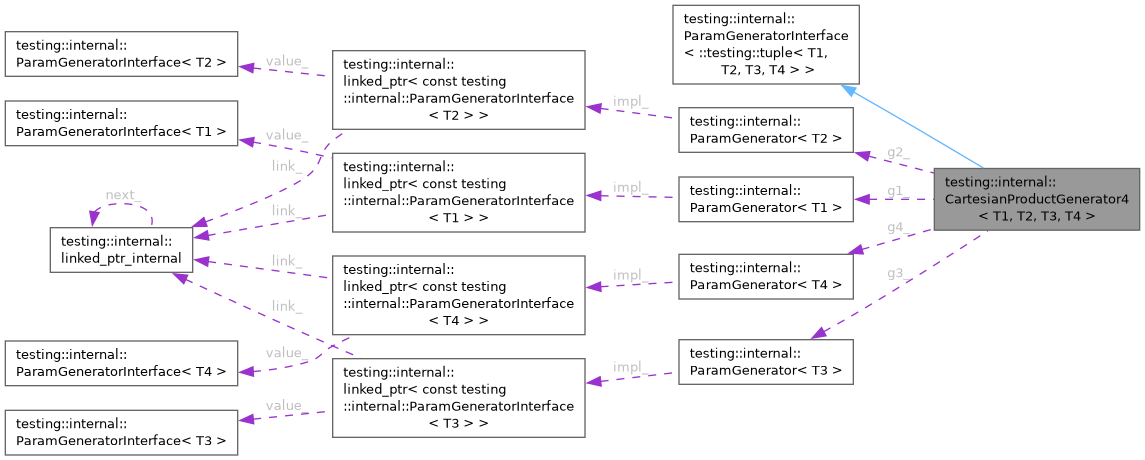 testing::internal::
ParamGeneratorInterface< T2 >
testing::internal::
ParamGeneratorInterface< T1 >
next_
testing::internal::
linked_ptr_internal
testing::internal::
ParamGeneratorInterface< T4 >
testing::internal::
ParamGeneratorInterface< T3 >
value_
value_
link_
link_
link_
link_
value_
value_
testing::internal::
linked_ptr< const testing
::internal::ParamGeneratorInterface
< T2 > >
testing::internal::
linked_ptr< const testing
::internal::ParamGeneratorInterface
< T1 > >
testing::internal::
linked_ptr< const testing
::internal::ParamGeneratorInterface
< T4 > >
testing::internal::
linked_ptr< const testing
::internal::ParamGeneratorInterface
< T3 > >
impl_
impl_
impl_
impl_
testing::internal::
ParamGeneratorInterface
< ::testing::tuple< T1,
T2, T3, T4 > >
testing::internal::
ParamGenerator< T2 >
testing::internal::
ParamGenerator< T1 >
testing::internal::
ParamGenerator< T4 >
testing::internal::
ParamGenerator< T3 >
g2_
g1_
g4_
g3_
testing::internal::
CartesianProductGenerator4
< T1, T2, T3, T4 >